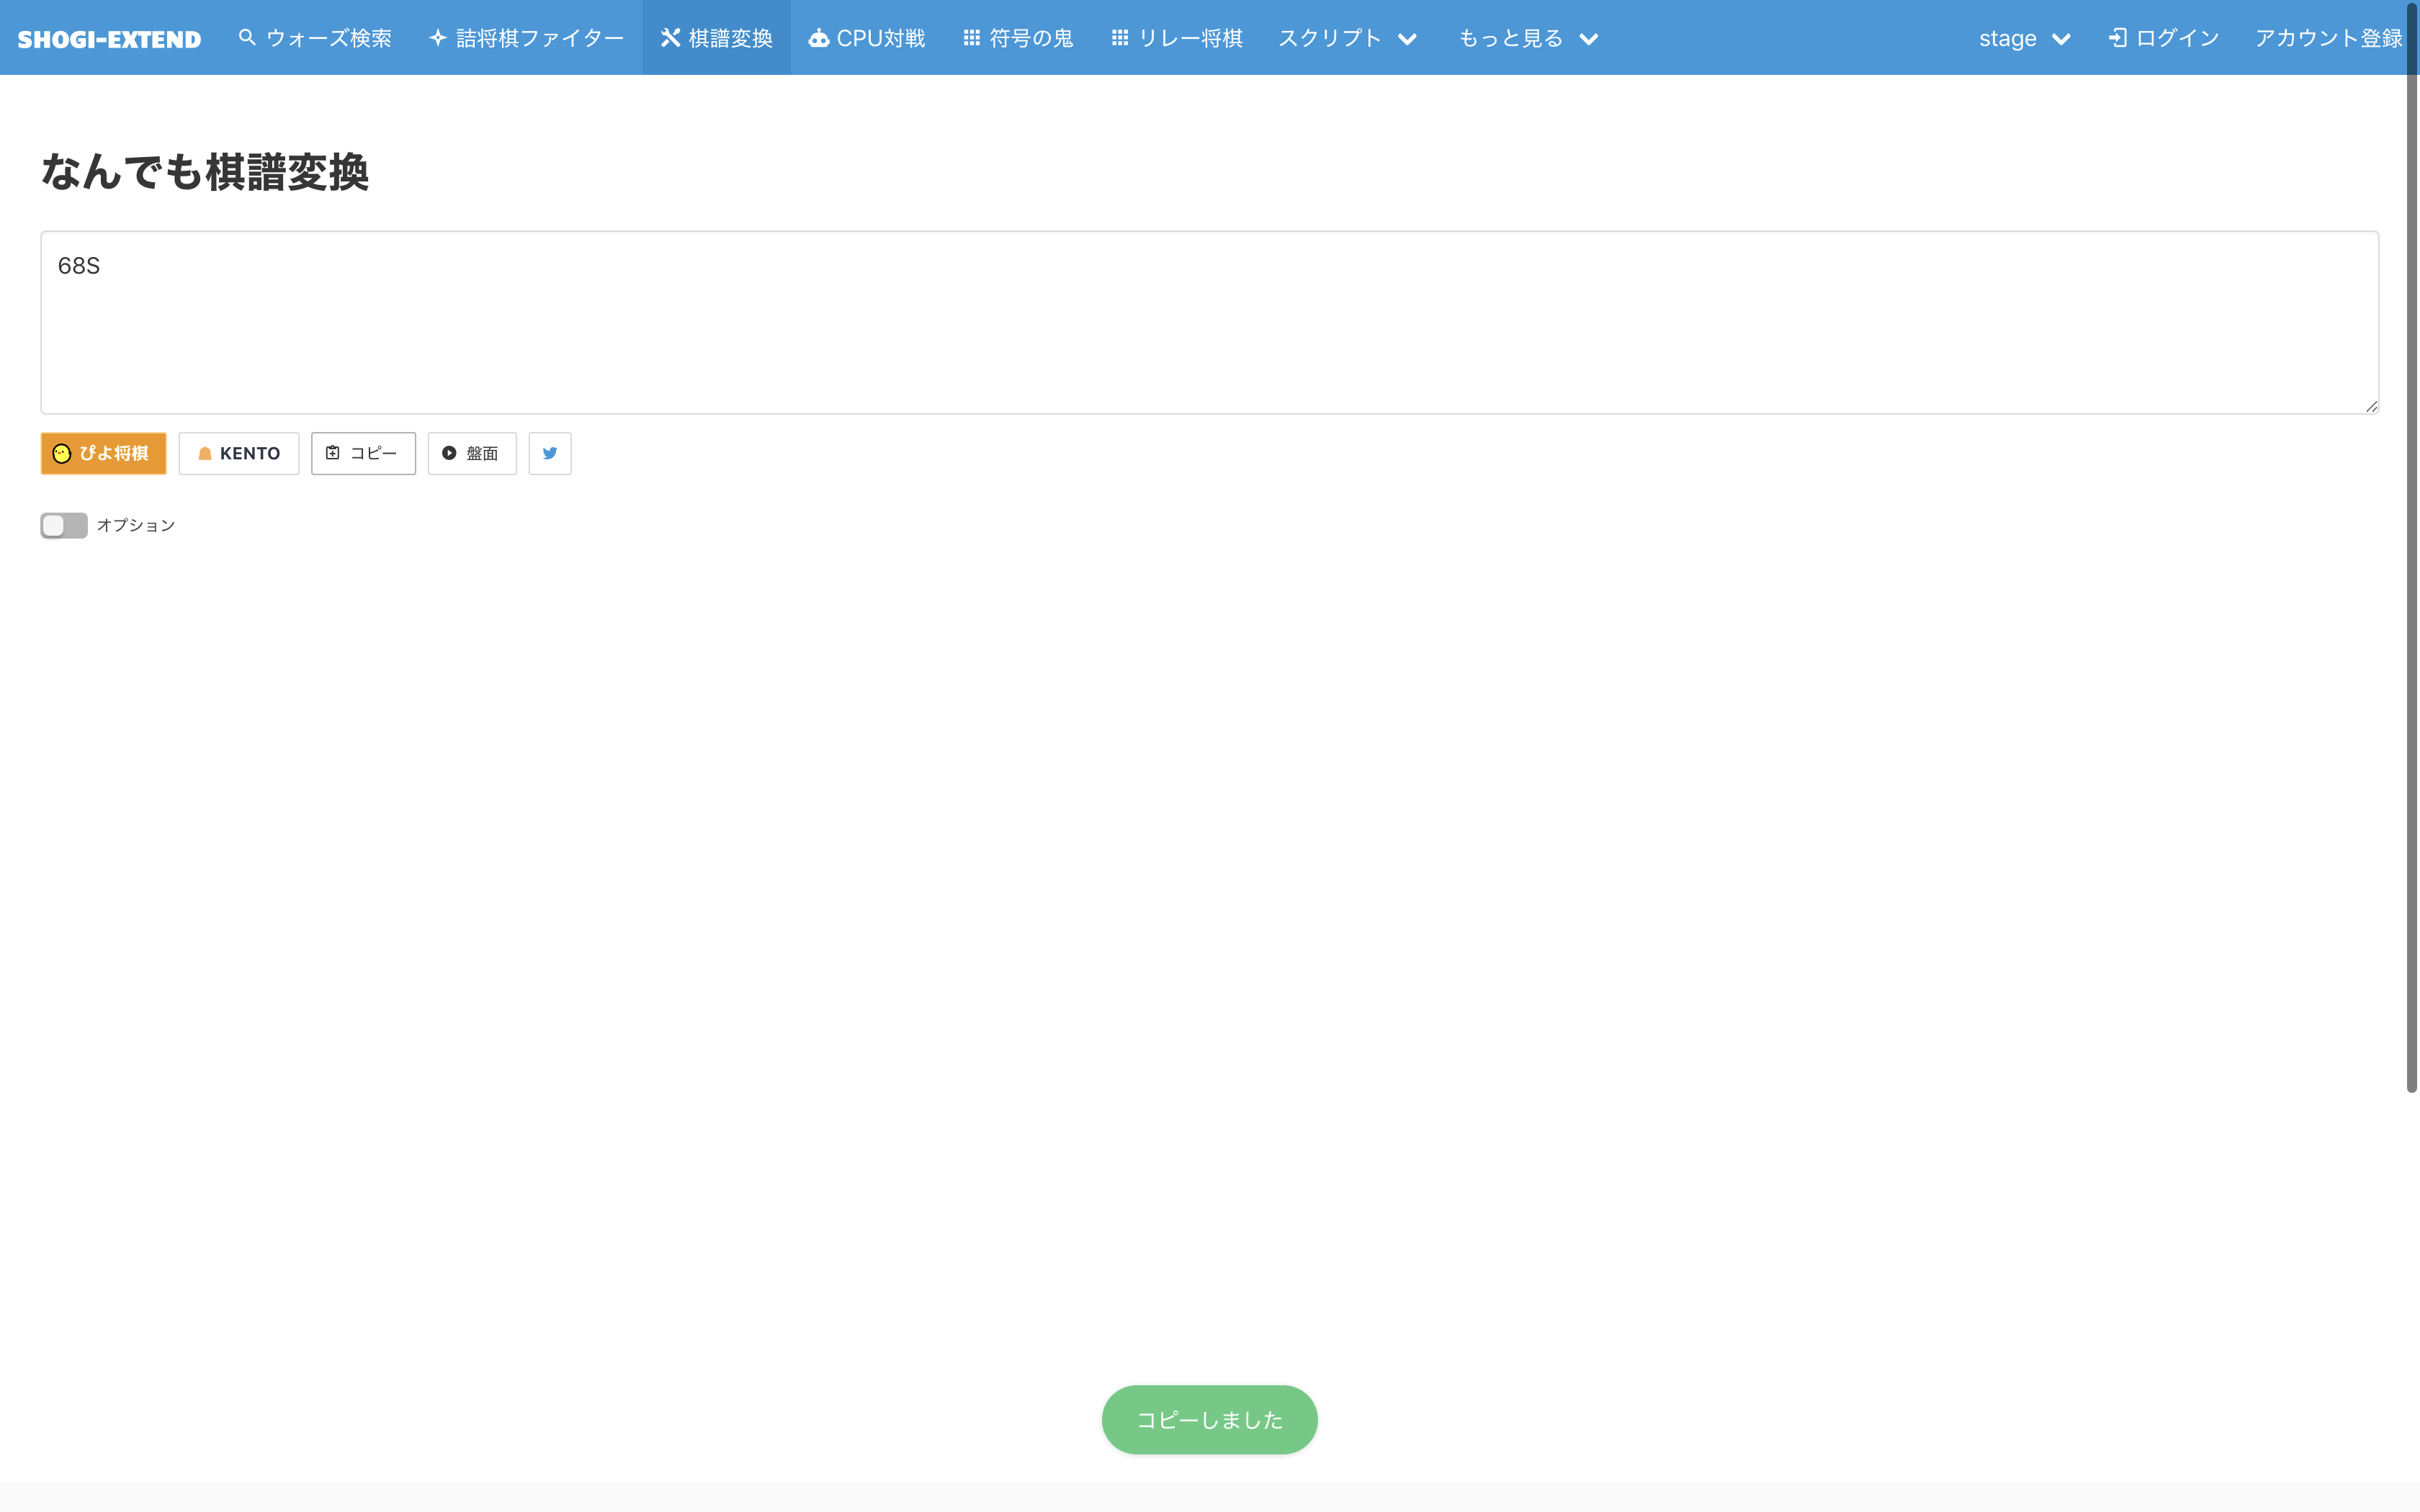 SHOGI-EXTEND ウォーズ検索 詰将棋ファイター 棋譜変換 CPU対戦 符号の鬼 リレー将棋 スクリプト もっと見る stage ログイン アカウント登録
なんでも棋譜変換
68S
ぴよ将棋 KENTO コピー 盤面
オプション
コピーしました